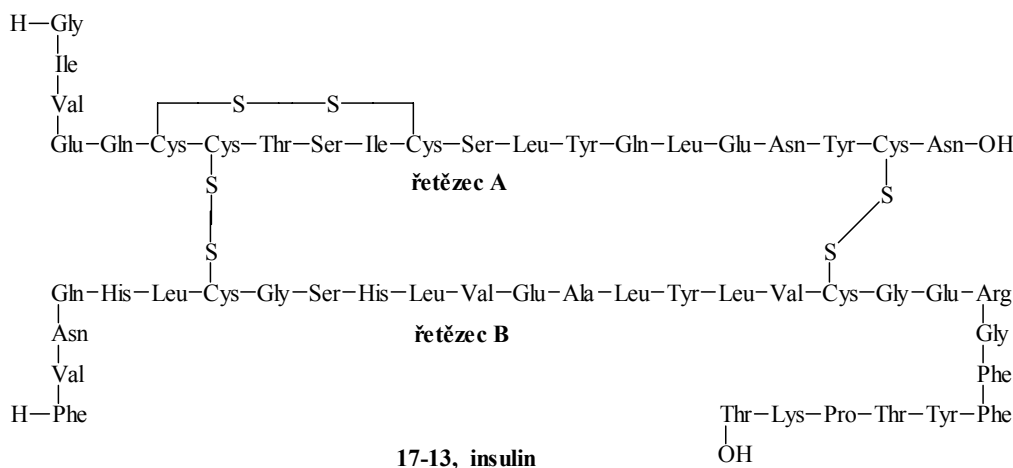 H–Gly
Ile
Val
S–S
Glu–Gln–Cys–Cys–Thr–Ser–Ile–Cys–Ser–Leu–Tyr–Gln–Leu–Glu–Asn–Tyr–Cys–Asn–OH
řetězec A
S
S
S
S
Gln–His–Leu–Cys–Gly–Ser–His–Leu–Val–Glu–Ala–Leu–Tyr–Leu–Val–Cys–Gly–Glu–Arg
řetězec B
Asn
Gly
Val
Phe
H–Phe
Thr–Lys–Pro–Thr–Tyr–Phe
OH
17-13, insulin